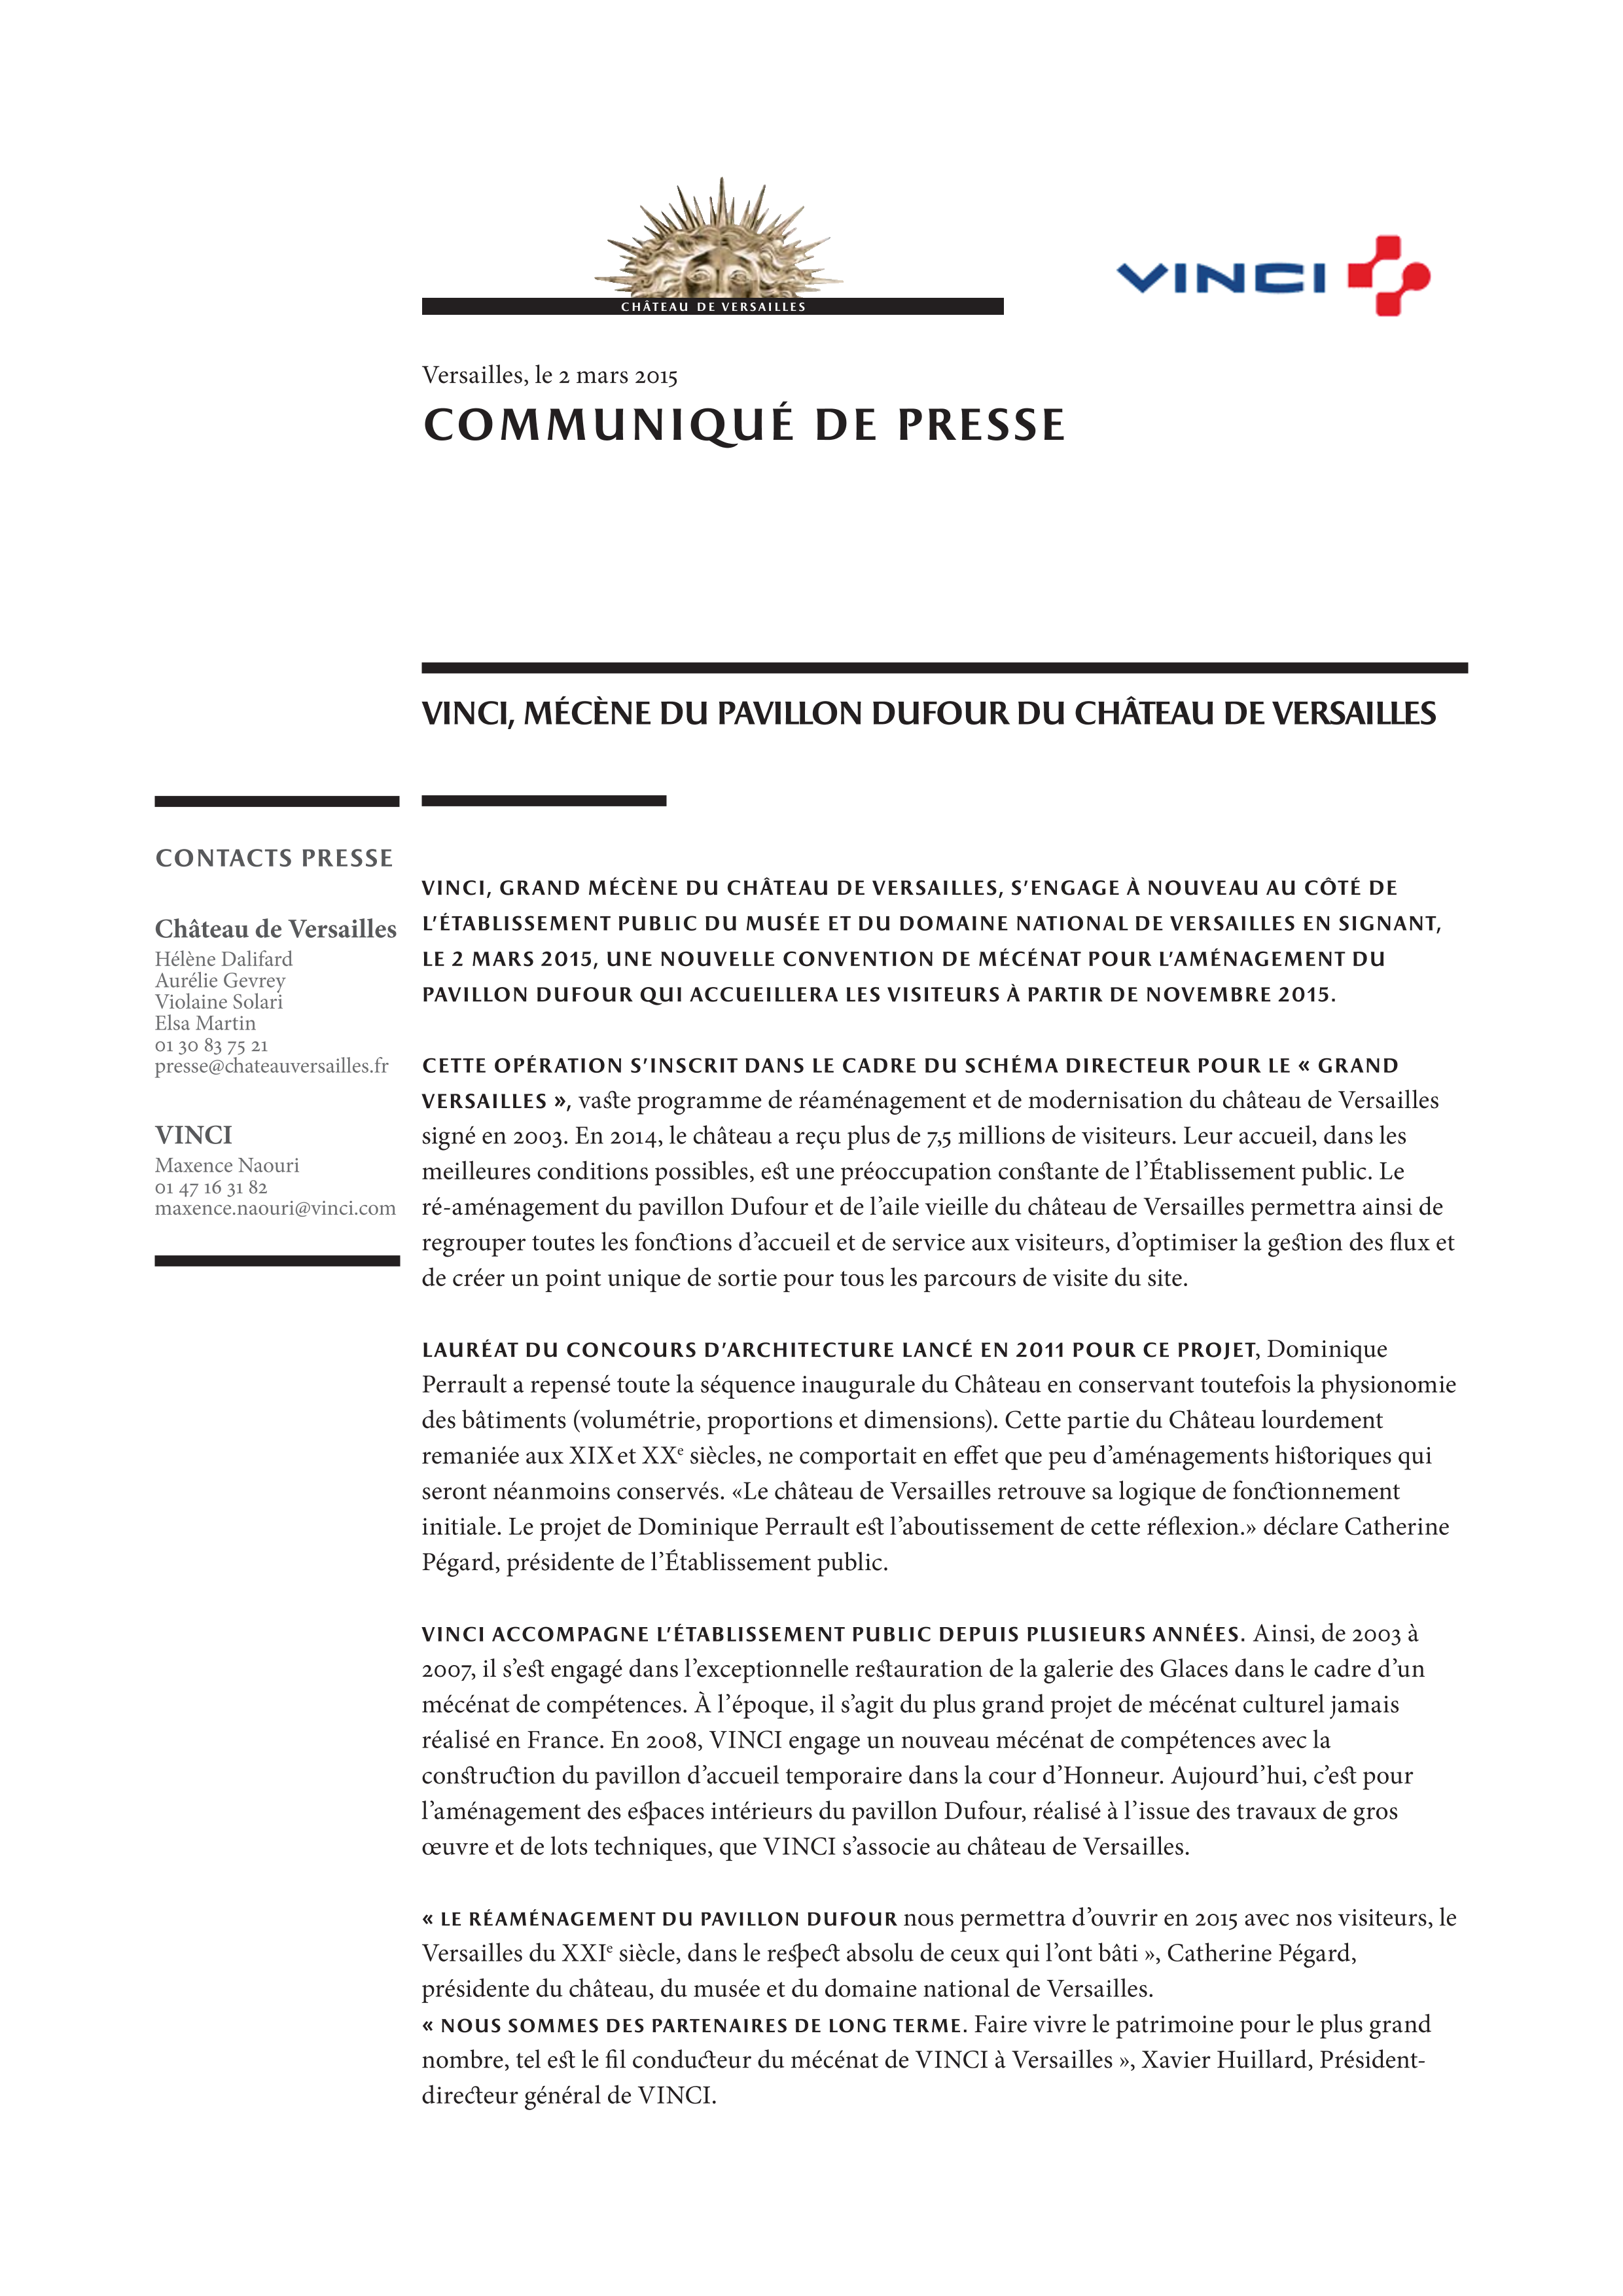 CHÂTEAU DE VERSAILLES
VINCI
Versailles, le 2 mars 2015
COMMUNIQUÉ DE PRESSE
VINCI, MÉCÈNE DU PAVILLON DUFOUR DU CHÂTEAU DE VERSAILLES
CONTACTS PRESSE
Château de Versailles
Hélène Dalifard
Aurélie Gevrey
Violaine Solari
Elsa Martin
01 30 83 75 21
presse@chateauversailles.fr
VINCI
Maxence Naouri
01 47 16 31 82
maxence.naouri@vinci.com
VINCI, GRAND MÉCÈNE DU CHÂTEAU DE VERSAILLES, S’ENGAGE À NOUVEAU AU CÔTÉ DE
L’ÉTABLISSEMENT PUBLIC DU MUSÉE ET DU DOMAINE NATIONAL DE VERSAILLES EN SIGNANT,
LE 2 MARS 2015, UNE NOUVELLE CONVENTION DE MÉCÉNAT POUR L’AMÉNAGEMENT DU
PAVILLON DUFOUR QUI ACCUEILLERA LES VISITEURS À PARTIR DE NOVEMBRE 2015.
CETTE OPÉRATION S’INSCRIT DANS LE CADRE DU SCHÉMA DIRECTEUR POUR LE « GRAND
VERSAILLES », vaste programme de réaménagement et de modernisation du château de Versailles
signé en 2003. En 2014, le château a reçu plus de 7,5 millions de visiteurs. Leur accueil, dans les
meilleures conditions possibles, est une préoccupation constante de l’Établissement public. Le
ré-aménagement du pavillon Dufour et de l’aile vieille du château de Versailles permettra ainsi de
regrouper toutes les fonctions d’accueil et de service aux visiteurs, d’optimiser la gestion des flux et
de créer un point unique de sortie pour tous les parcours de visite du site.
LAURÉAT DU CONCOURS D’ARCHITECTURE LANCÉ EN 2011 POUR CE PROJET, Dominique
Perrault a repensé toute la séquence inaugurale du Château en conservant toutefois la physionomie
des bâtiments (volumétrie, proportions et dimensions). Cette partie du Château lourdement
remaniée aux XIX et XXe siècles, ne comportait en effet que peu d’aménagements historiques qui
seront néanmoins conservés. «Le château de Versailles retrouve sa logique de fonctionnement
initiale. Le projet de Dominique Perrault est l’aboutissement de cette réflexion.» déclare Catherine
Pégard, présidente de l’Établissement public.
VINCI ACCOMPAGNE L’ÉTABLISSEMENT PUBLIC DEPUIS PLUSIEURS ANNÉES. Ainsi, de 2003 à
2007, il s’est engagé dans l’exceptionnelle restauration de la galerie des Glaces dans le cadre d’un
mécénat de compétences. À l’époque, il s’agit du plus grand projet de mécénat culturel jamais
réalisé en France. En 2008, VINCI engage un nouveau mécénat de compétences avec la
construction du pavillon d’accueil temporaire dans la cour d’Honneur. Aujourd’hui, c’est pour
l’aménagement des espaces intérieurs du pavillon Dufour, réalisé à l’issue des travaux de gros
œuvre et de lots techniques, que VINCI s’associe au château de Versailles.
« LE RÉAMÉNAGEMENT DU PAVILLON DUFOUR nous permettra d’ouvrir en 2015 avec nos visiteurs, le
Versailles du XXIe siècle, dans le respect absolu de ceux qui l’ont bâti », Catherine Pégard,
présidente du château, du musée et du domaine national de Versailles.
« NOUS SOMMES DES PARTENAIRES DE LONG TERME. Faire vivre le patrimoine pour le plus grand
nombre, tel est le fil conducteur du mécénat de VINCI à Versailles », Xavier Huillard, Président-
directeur général de VINCI.